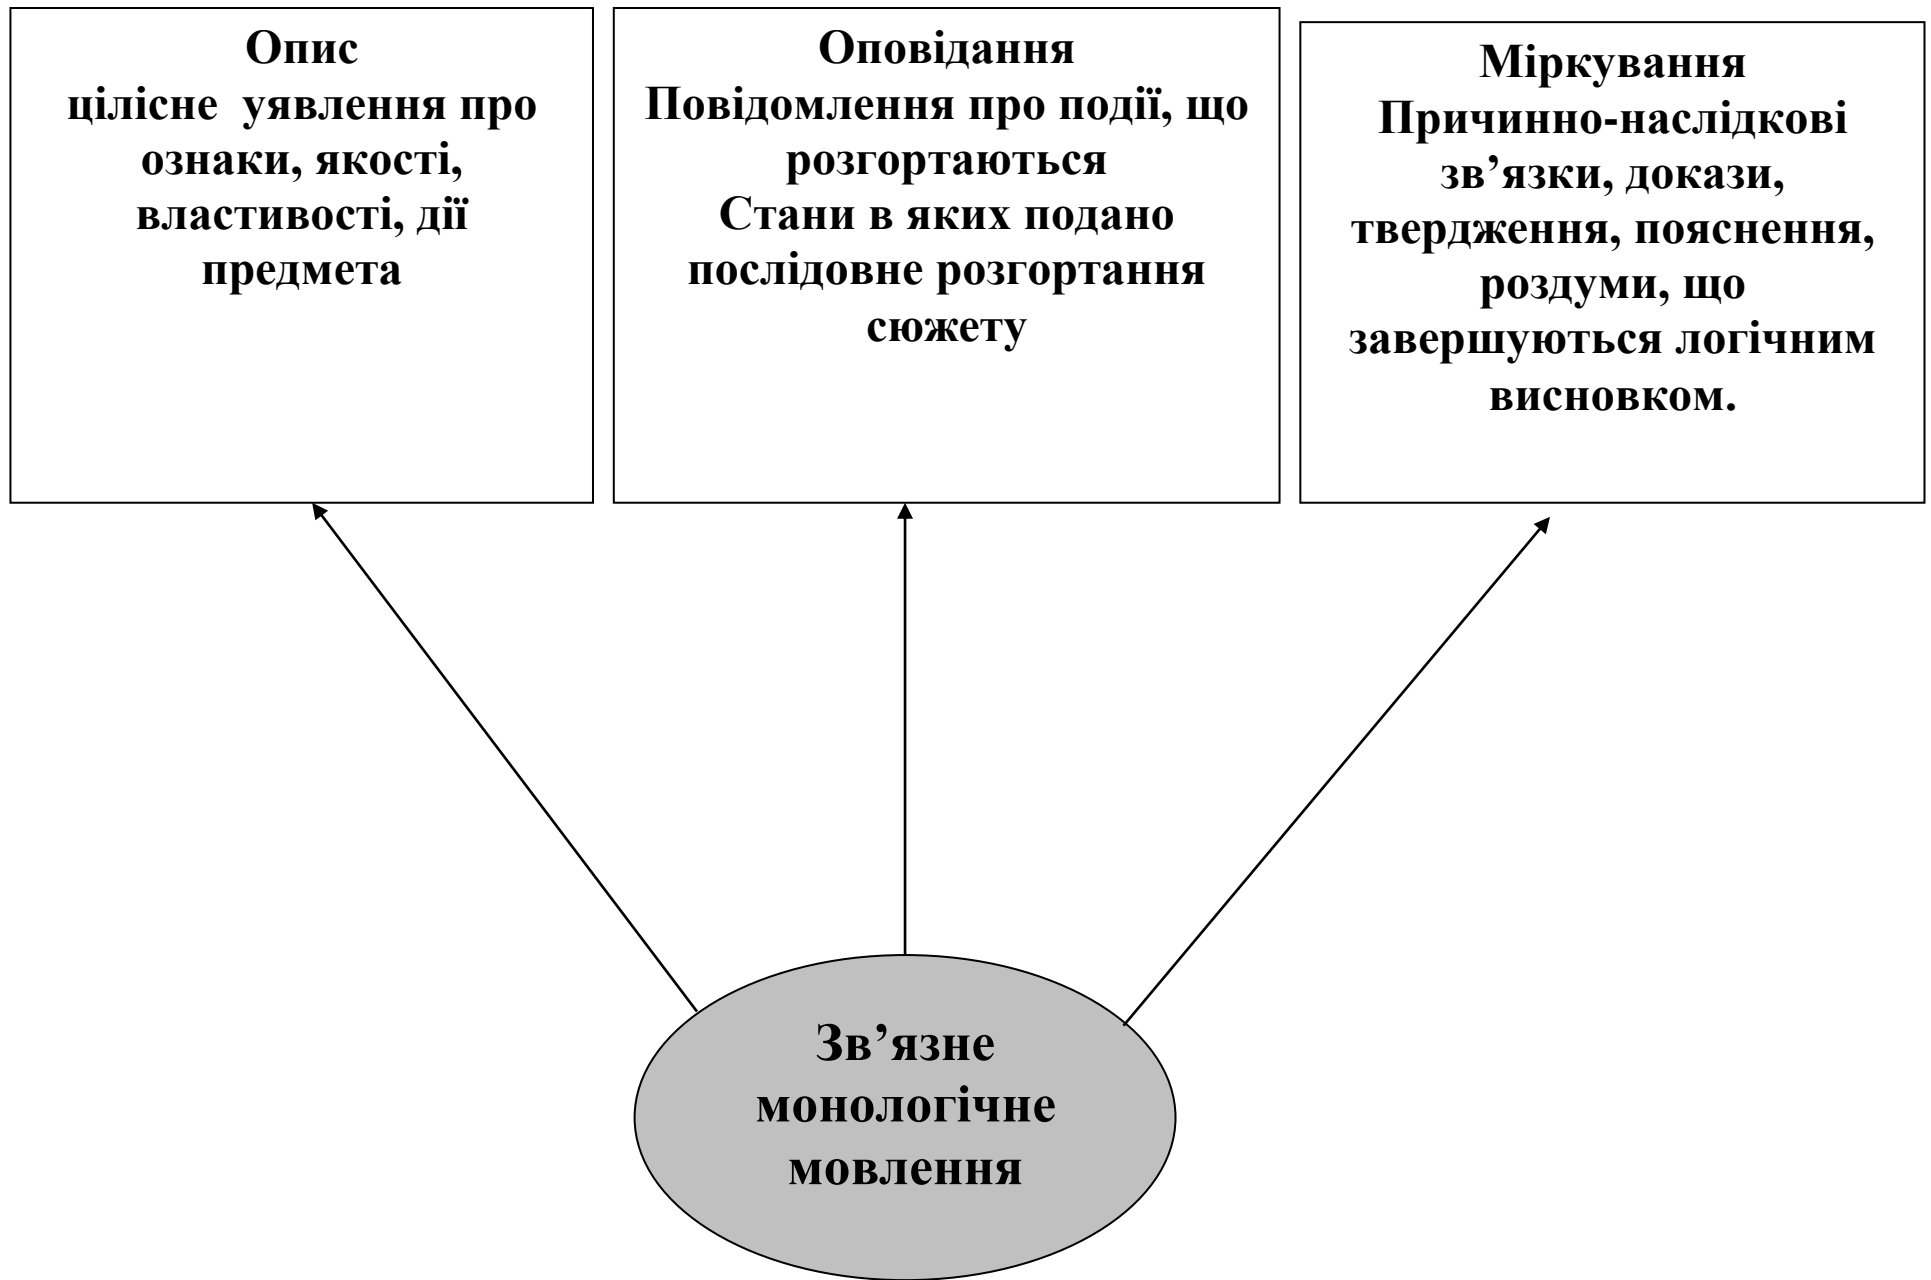 Опис
цілісне  уявлення про
ознаки, якості,
властивості, дії
предмета
Оповідання
Повідомлення про події, що
розгортаються
Стани в яких подано
послідовне розгортання
сюжету
Міркування
Причинно-наслідкові
зв’язки, докази,
твердження, пояснення,
роздуми, що
завершуються логічним
висновком.
Зв’язне
монологічне
мовлення